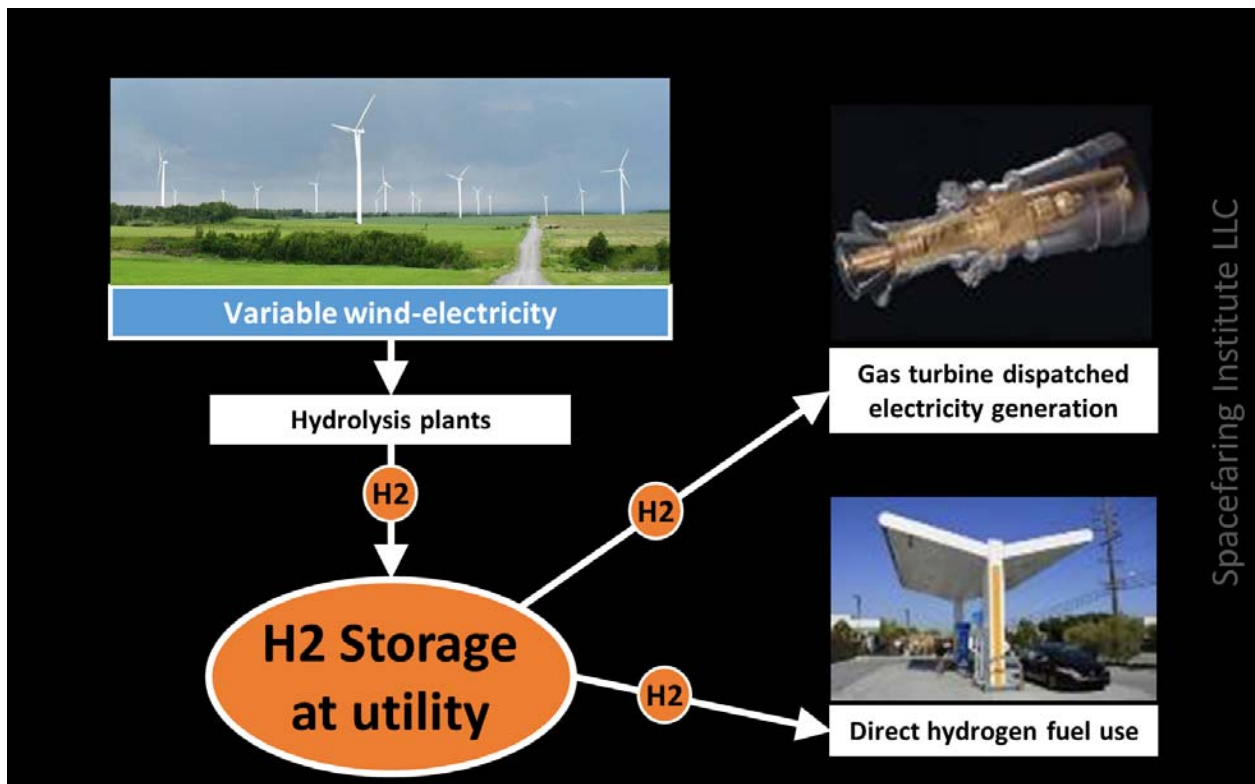 Variable wind-electricity
Hydrolysis plants
H2
H2 Storage
at utility
H2
Gas turbine dispatched
electricity generation
H2
Direct hydrogen fuel use
Spacefaring Institute LLC